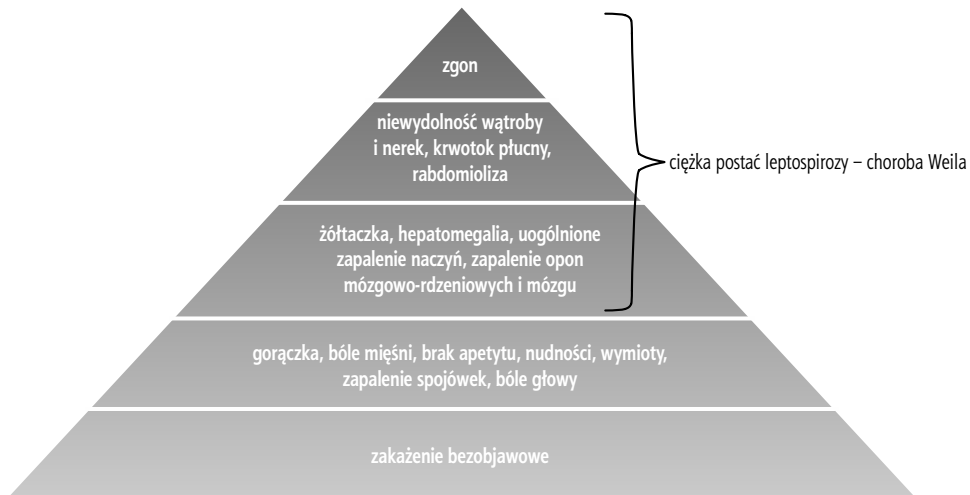 zgon
niewydolność wątroby
i nerek, krwotok płucny,
rabdomioliza
ciężka postać leptospirozy – choroba Weila
żółtaczka, hepatomegalia, uogólnione
zapalenie naczyń, zapalenie opon
mózgowo-rdzeniowych i mózgu
gorączka, bóle mięśni, brak apetytu, nudności, wymioty,
zapalenie spojówek, bóle głowy
zakażenie bezobjawowe